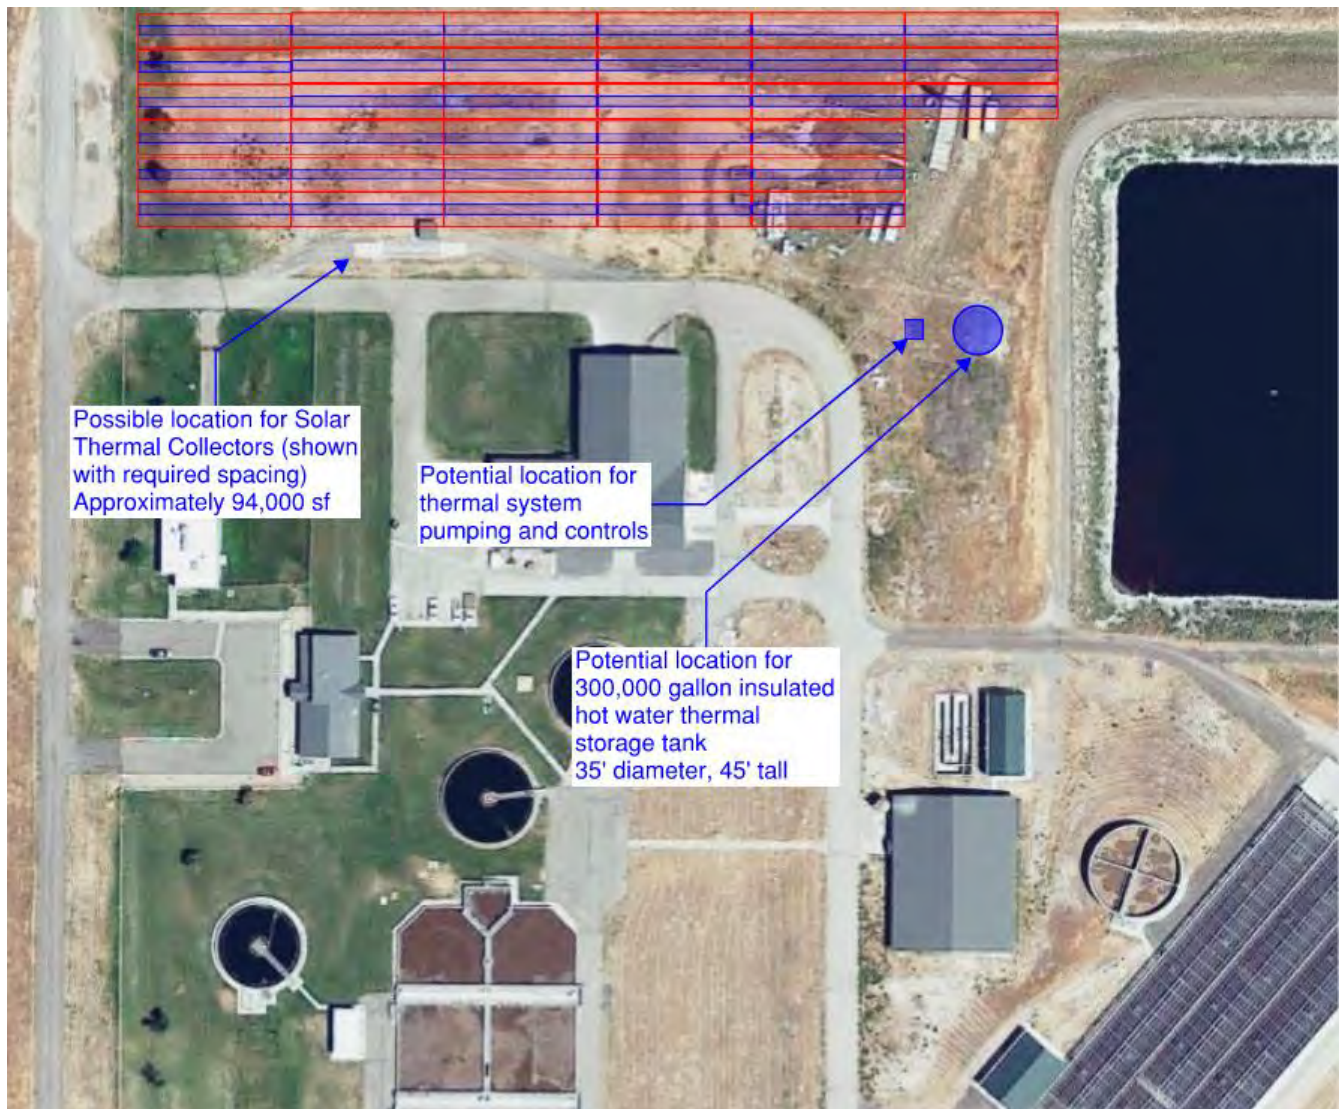 Possible location for Solar
Thermal Collectors (shown
with required spacing)
Approximately 94,000 sf
Potential location for
thermal system
pumping and controls
Potential location for
300,000 gallon insulated
hot water thermal
storage tank
35' diameter, 45' tall